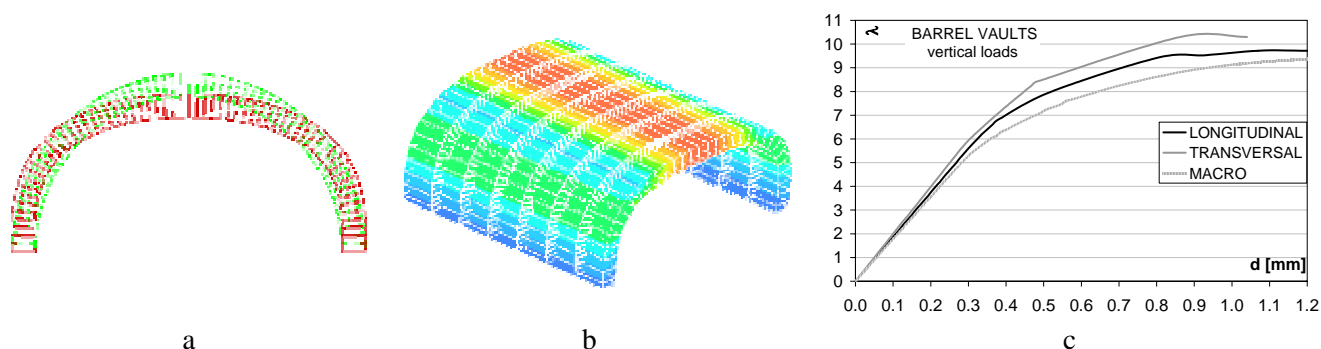 λ
BARREL VAULTS
vertical loads
11
10
9
8
7
6
5
4
3
2
1
0
LONGITUDINAL
TRANSVERSAL
MACRO
d [mm]
0.0 0.1 0.2 0.3 0.4 0.5 0.6 0.7 0.8 0.9 1.0 1.1 1.2
a b c